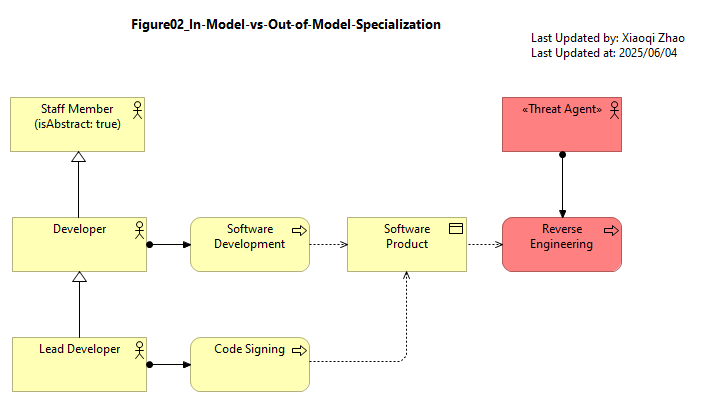 Figure02_In-Model-vs-Out-of-Model-Specialization
Last Updated by: Xiaoqi Zhao
Last Updated at: 2025/06/04
Staff Member
(isAbstract: true)
«Threat Agent»
Developer
Software
Development
Software
Product
Reverse
Engineering
Lead Developer
Code Signing